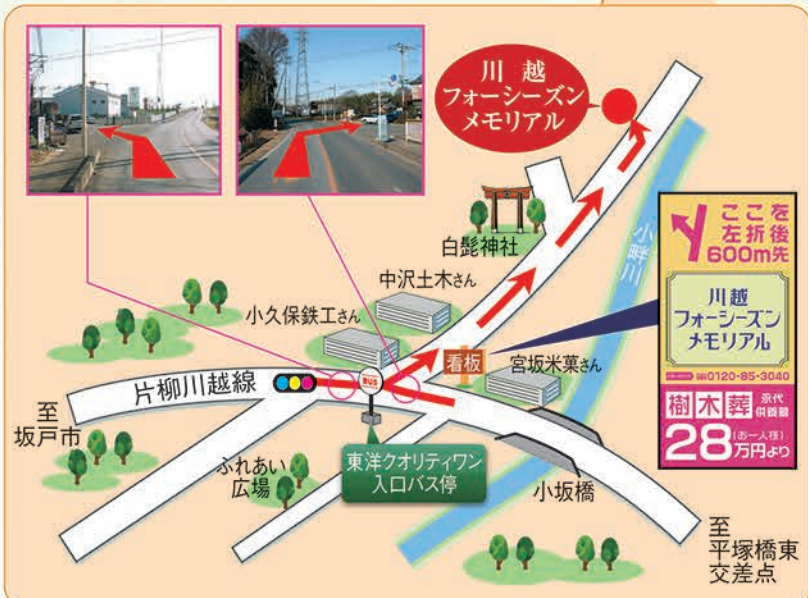 川越
フォーシーズン
メモリアル
白髭神社
小畔川
中沢土木さん
小久保鉄工さん
看板
宮坂米菓さん
片柳川越線
BUS
至
坂戸市
ふれあい
広場
東洋クオリティワン
入口バス停
小坂橋
至
平塚橋東
交差点
ここを
左折後
600m先
川越
フォーシーズン
メモリアル
0120-85-3040
樹木葬
永代
供養墓
28万円より
(お一人様)